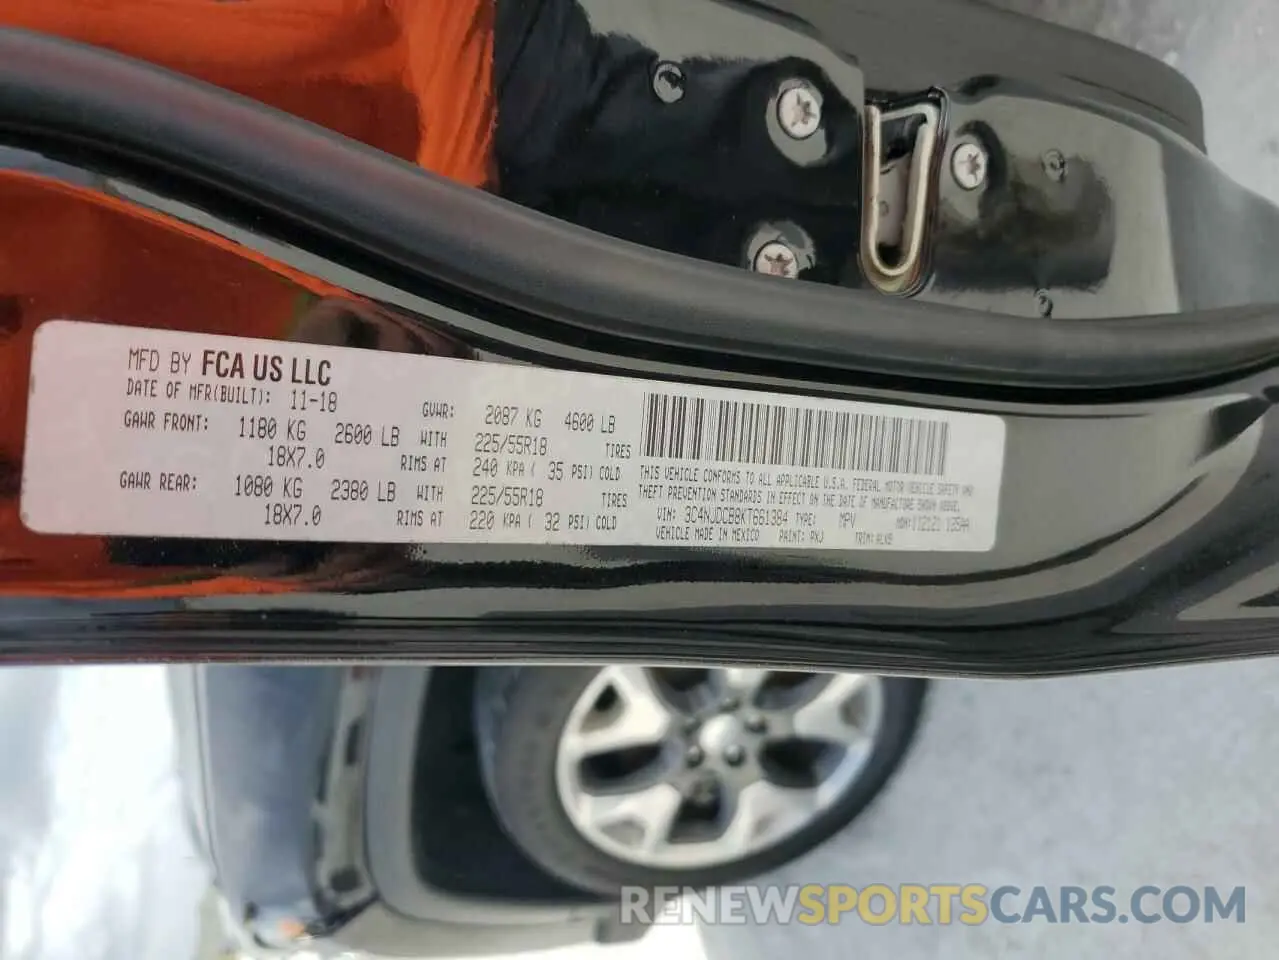 MFD BY FCA US LLC
DATE OF MFR(BUILT): 11-18 GVWR: 2087 KG 4600 LB
GAWR FRONT: 1180 KG 2600 LB WITH 225/55R18 TIRES
18X7.0 RIMS AT 240 KPA ( 35 PSI) COLD
GAWR REAR: 1080 KG 2380 LB WITH 225/55R18 TIRES
18X7.0 RIMS AT 220 KPA ( 32 PSI) COLD
THIS VEHICLE CONFORMS TO ALL APPLICABLE U.S.A. FEDERAL MOTOR VEHICLE SAFETY AND
THEFT PREVENTION STANDARDS IN EFFECT ON THE DATE OF MANUFACTURE SHOWN ABOVE.
VIN: 3C4NJDCB8KT661384 TYPE: MPV MDH: 112121 135AA
VEHICLE MADE IN MEXICO PAINT: PXJ TRIM:
RENEWSPORTSCARS.COM